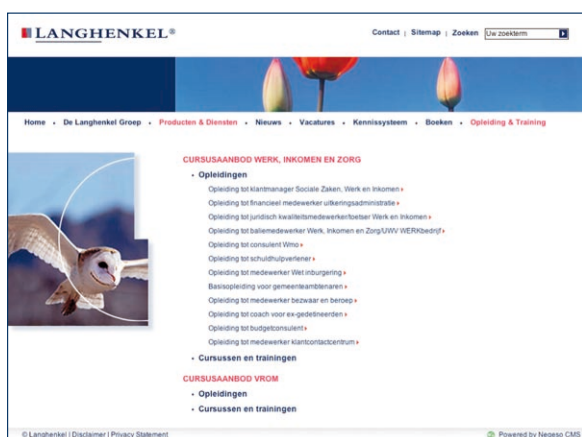 LANGHENKEL®
Contact | Sitemap | Zoeken Uw zoekterm
Home • De Langhenkel Groep • Producten & Diensten • Nieuws • Vacatures • Kennissysteem • Boeken • Opleiding & Training
CURSUSAANBOD WERK, INKOMEN EN ZORG
• Opleidingen
Opleiding tot klantmanager Sociale Zaken, Werk en Inkomen
Opleiding tot financieel medewerker uitkeringsadministratie
Opleiding tot juridisch kwaliteitsmedewerker/toetser Werk en Inkomen
Opleiding tot baliemedewerker Werk, Inkomen en Zorg/UWV WERKbedrijf
Opleiding tot consulent Wmo
Opleiding tot schuldhulpverlener
Opleiding tot medewerker Wet inburgering
Basisopleiding voor gemeenteambtenaren
Opleiding tot medewerker bezwaar en beroep
Opleiding tot coach voor ex-gedetineerden
Opleiding tot budgetconsulent
Opleiding tot medewerker klantcontactcentrum
• Cursussen en trainingen
CURSUSAANBOD VROM
• Opleidingen
• Cursussen en trainingen
© Langhenkel | Disclaimer | Privacy Statement Powered by Negeso CMS